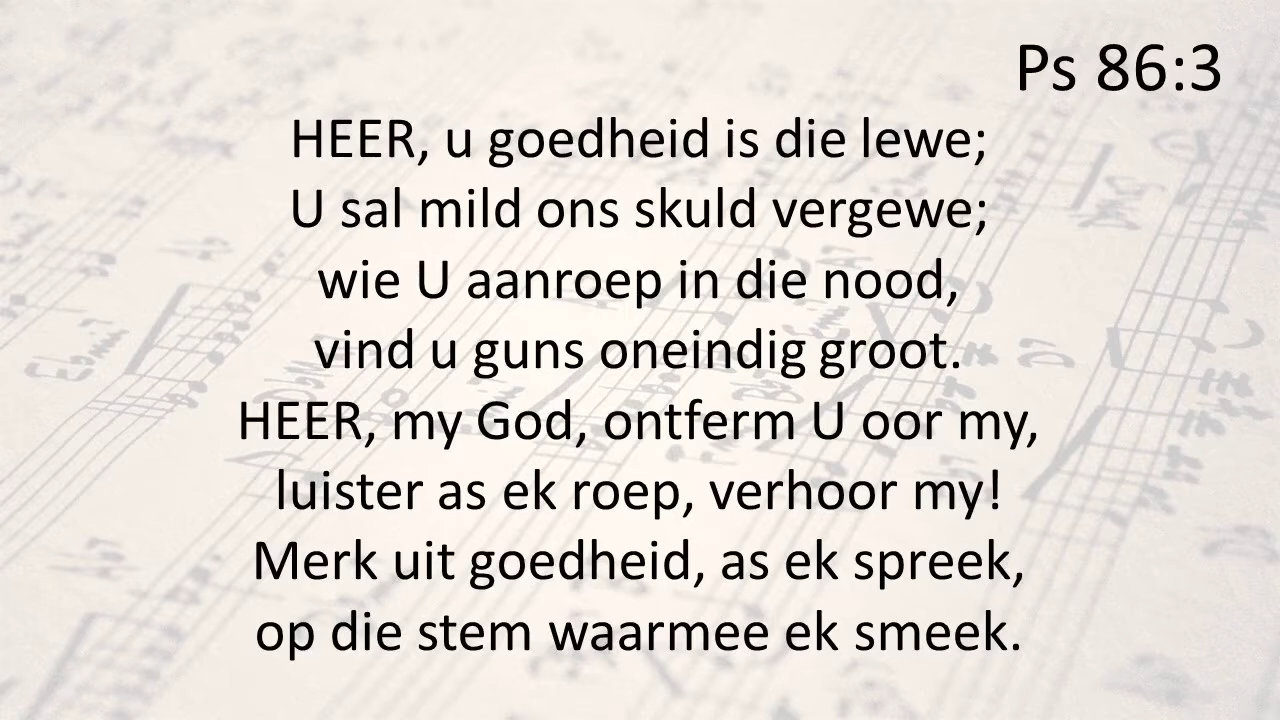 Ps 86:3
HEER, u goedheid is die lewe;
U sal mild ons skuld vergewe;
wie U aanroep in die nood,
vind u guns oneindig groot.
HEER, my God, ontferm U oor my,
luister as ek roep, verhoor my!
Merk uit goedheid, as ek spreek,
op die stem waarmee ek smeek.